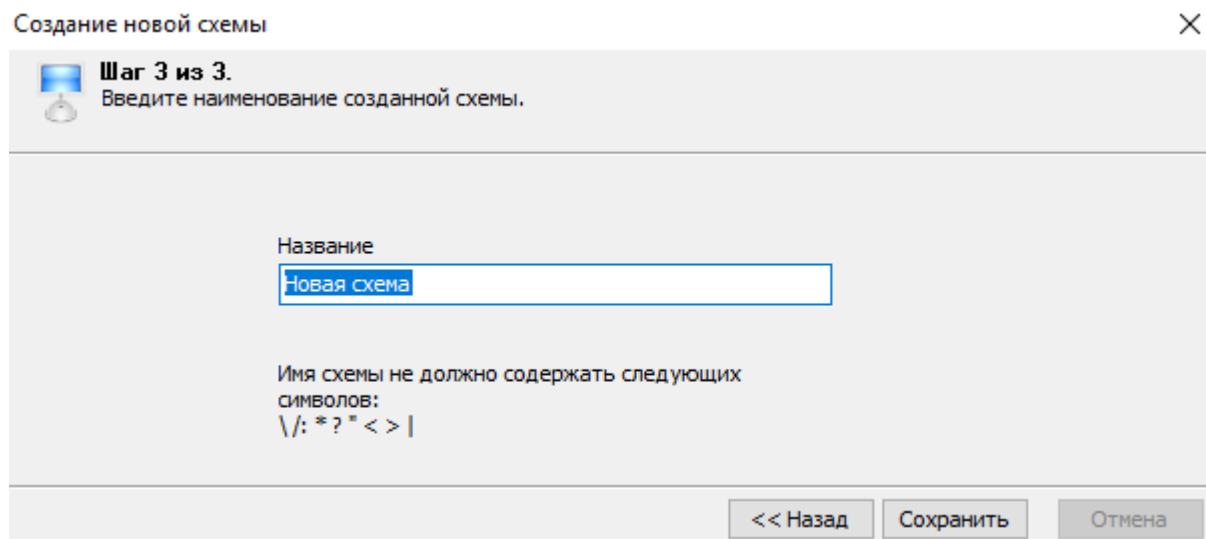 Создание новой схемы
Шаг 3 из 3.
Введите наименование созданной схемы.
Название
Новая схема
Имя схемы не должно содержать следующих
символов:
\ /: * ? " < > |
<< Назад Сохранить Отмена